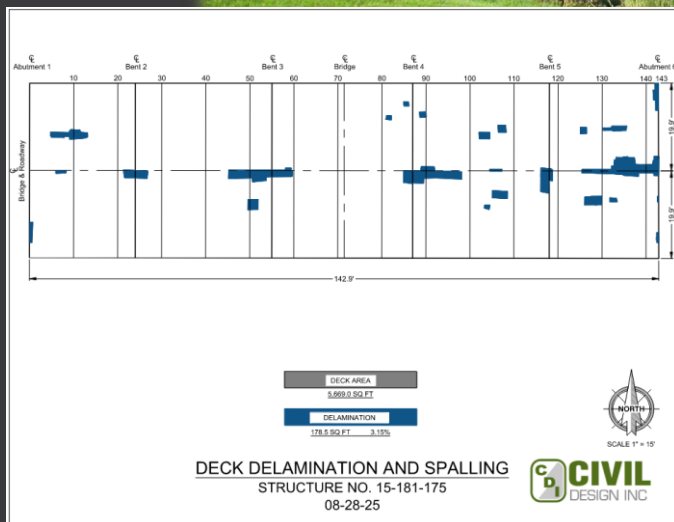 ℄ ℄ ℄ ℄ ℄ ℄ ℄
Abutment 1 Bent 2 Bent 3 Bridge Bent 4 Bent 5 Abutment 6
10 20 30 40 50 60 70 80 90 100 110 120 130 140 143
19.9'
℄
Bridge & Roadway
19.9'
142.9'
DECK AREA
5,669.0 SQ FT
DELAMINATION
178.5 SQ FT 3.15%
NORTH
SCALE 1" = 15'
DECK DELAMINATION AND SPALLING
STRUCTURE NO. 15-181-175
08-28-25
CDI CIVIL
DESIGN INC